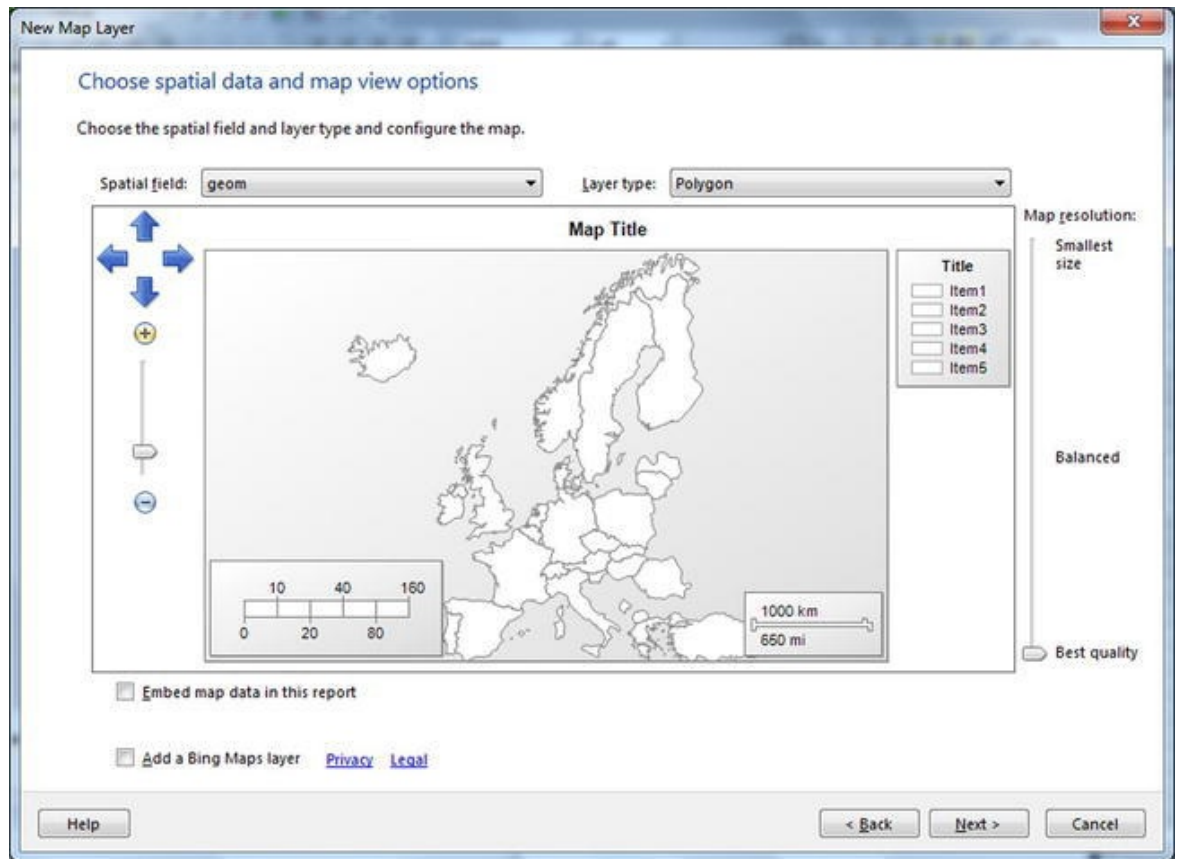 New Map Layer
Choose spatial data and map view options
Choose the spatial field and layer type and configure the map.
Spatial field: geom
Layer type: Polygon
Map resolution:
Smallest size
Balanced
Best quality
Map Title
Title
Item1
Item2
Item3
Item4
Item5
10 40 160
0 20 80
1000 km
650 mi
Embed map data in this report
Add a Bing Maps layer Privacy Legal
Help
< Back
Next >
Cancel